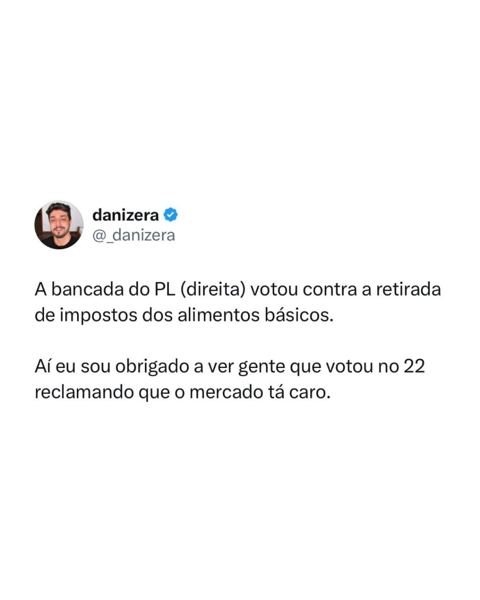 danizera
@_danizera
A bancada do PL (direita) votou contra a retirada
de impostos dos alimentos básicos.
Aí eu sou obrigado a ver gente que votou no 22
reclamando que o mercado tá caro.